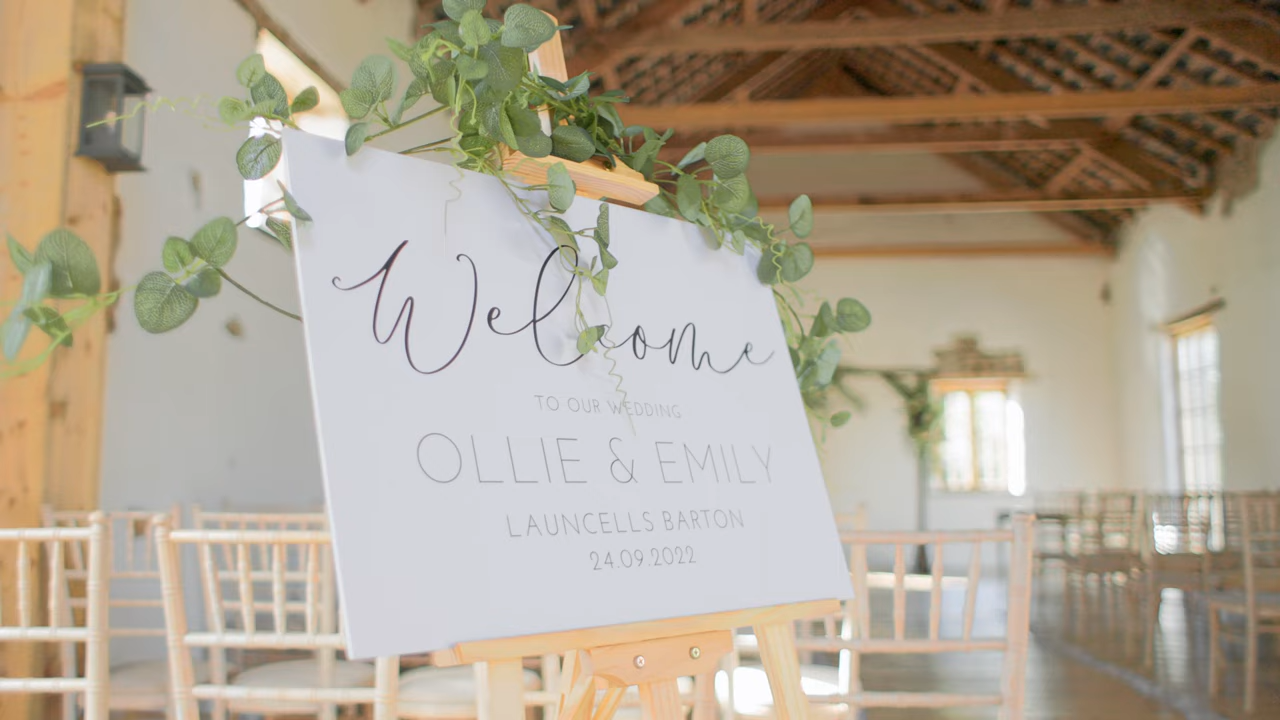 Welcome
TO OUR WEDDING
OLLIE & EMILY
LAUNCELLS BARTON
24.09.2022